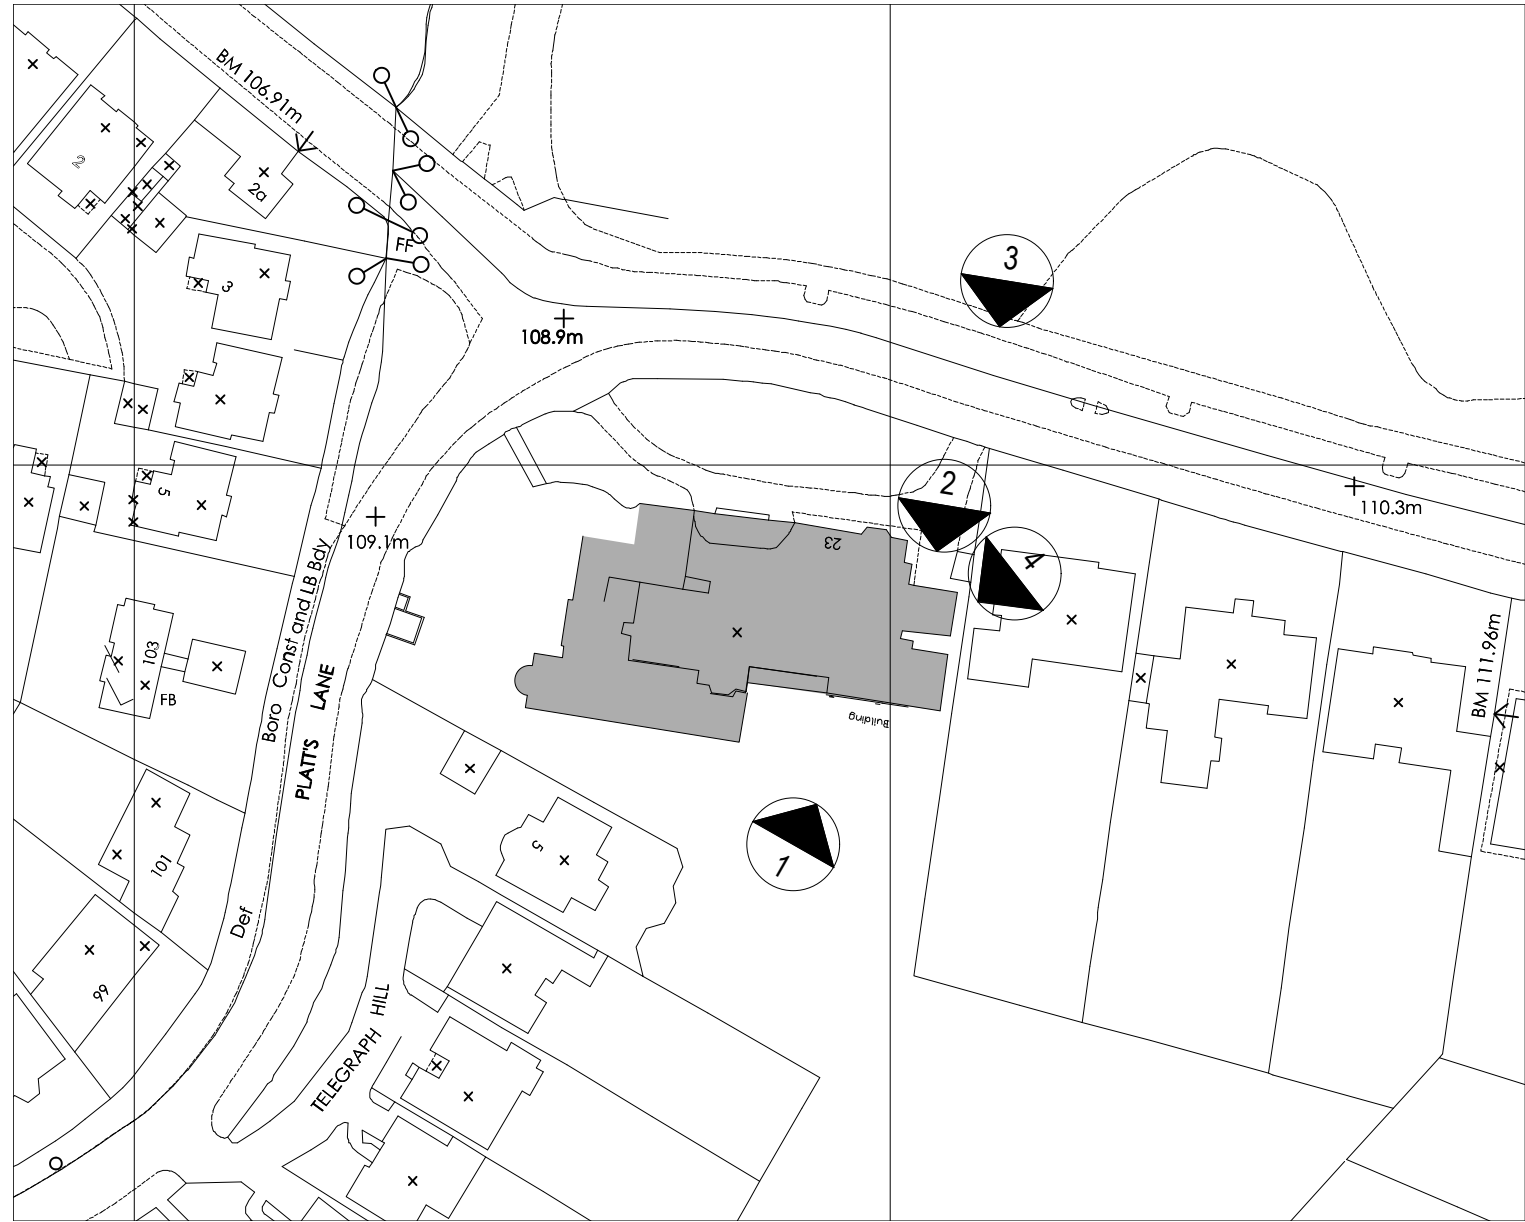 BM 106.91m
2
2a
FF
3
3
108.9m
2
5
23
4
110.3m
109.1m
Boro Const and LB Bdy
103
FB
PLATT'S LANE
BM 111.96m
Building
5
1
101
Def
99
TELEGRAPH HILL